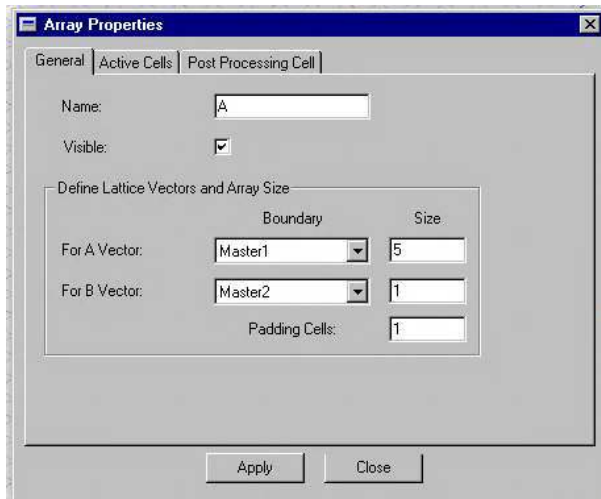 Array Properties
General Active Cells Post Processing Cell
Name: A
Visible:
Define Lattice Vectors and Array Size
Boundary Size
For A Vector: Master1 5
For B Vector: Master2 1
Padding Cells: 1
Apply Close